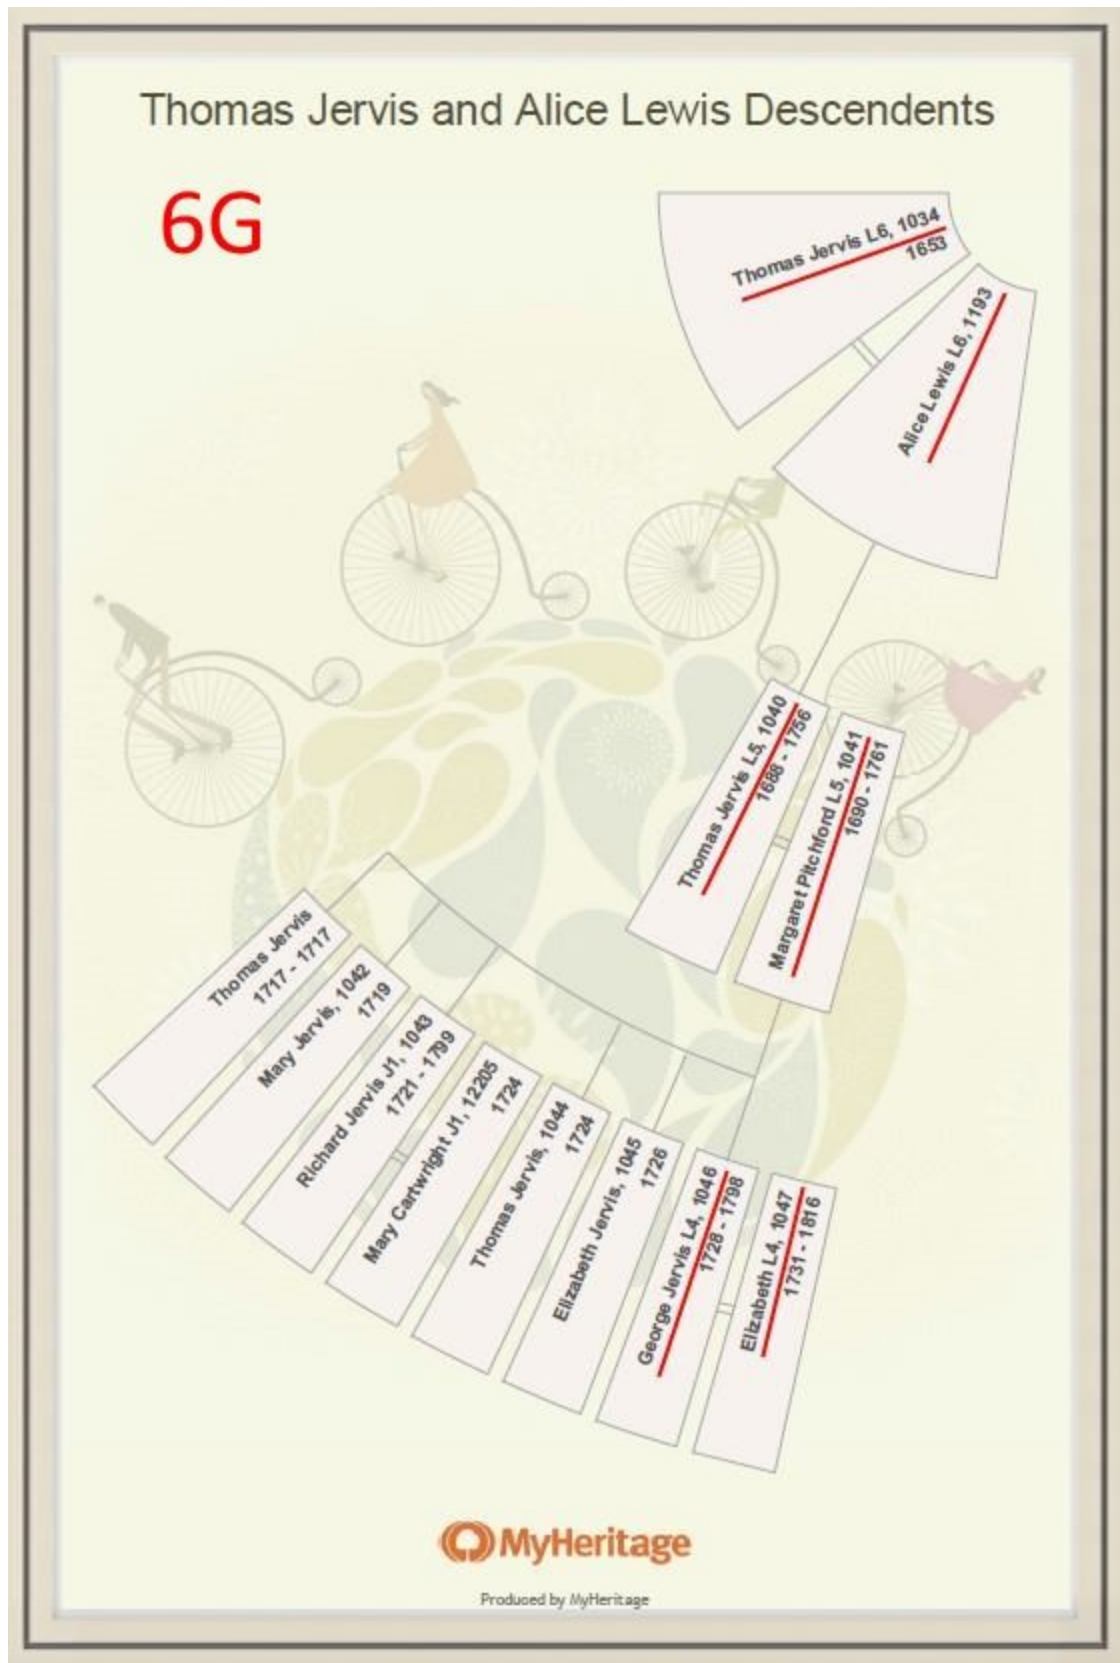 Thomas Jervis and Alice Lewis Descendents
6G
Thomas Jervis L6, 1034
1653
Alice Lewis L6, 1193
Thomas Jervis L5, 1040
1688 - 1756
Margaret Pitchford L5, 1041
1690 - 1761
Thomas Jervis
1717 - 1717
Mary Jervis, 1042
1719
Richard Jervis J1, 1043
1721 - 1799
Mary Cartwright J1, 12205
1724
Thomas Jervis, 1044
1724
Elizabeth Jervis, 1045
1726
George Jervis L4, 1046
1728 - 1798
Elizabeth L4, 1047
1731 - 1816
MyHeritage
Produced by MyHeritage